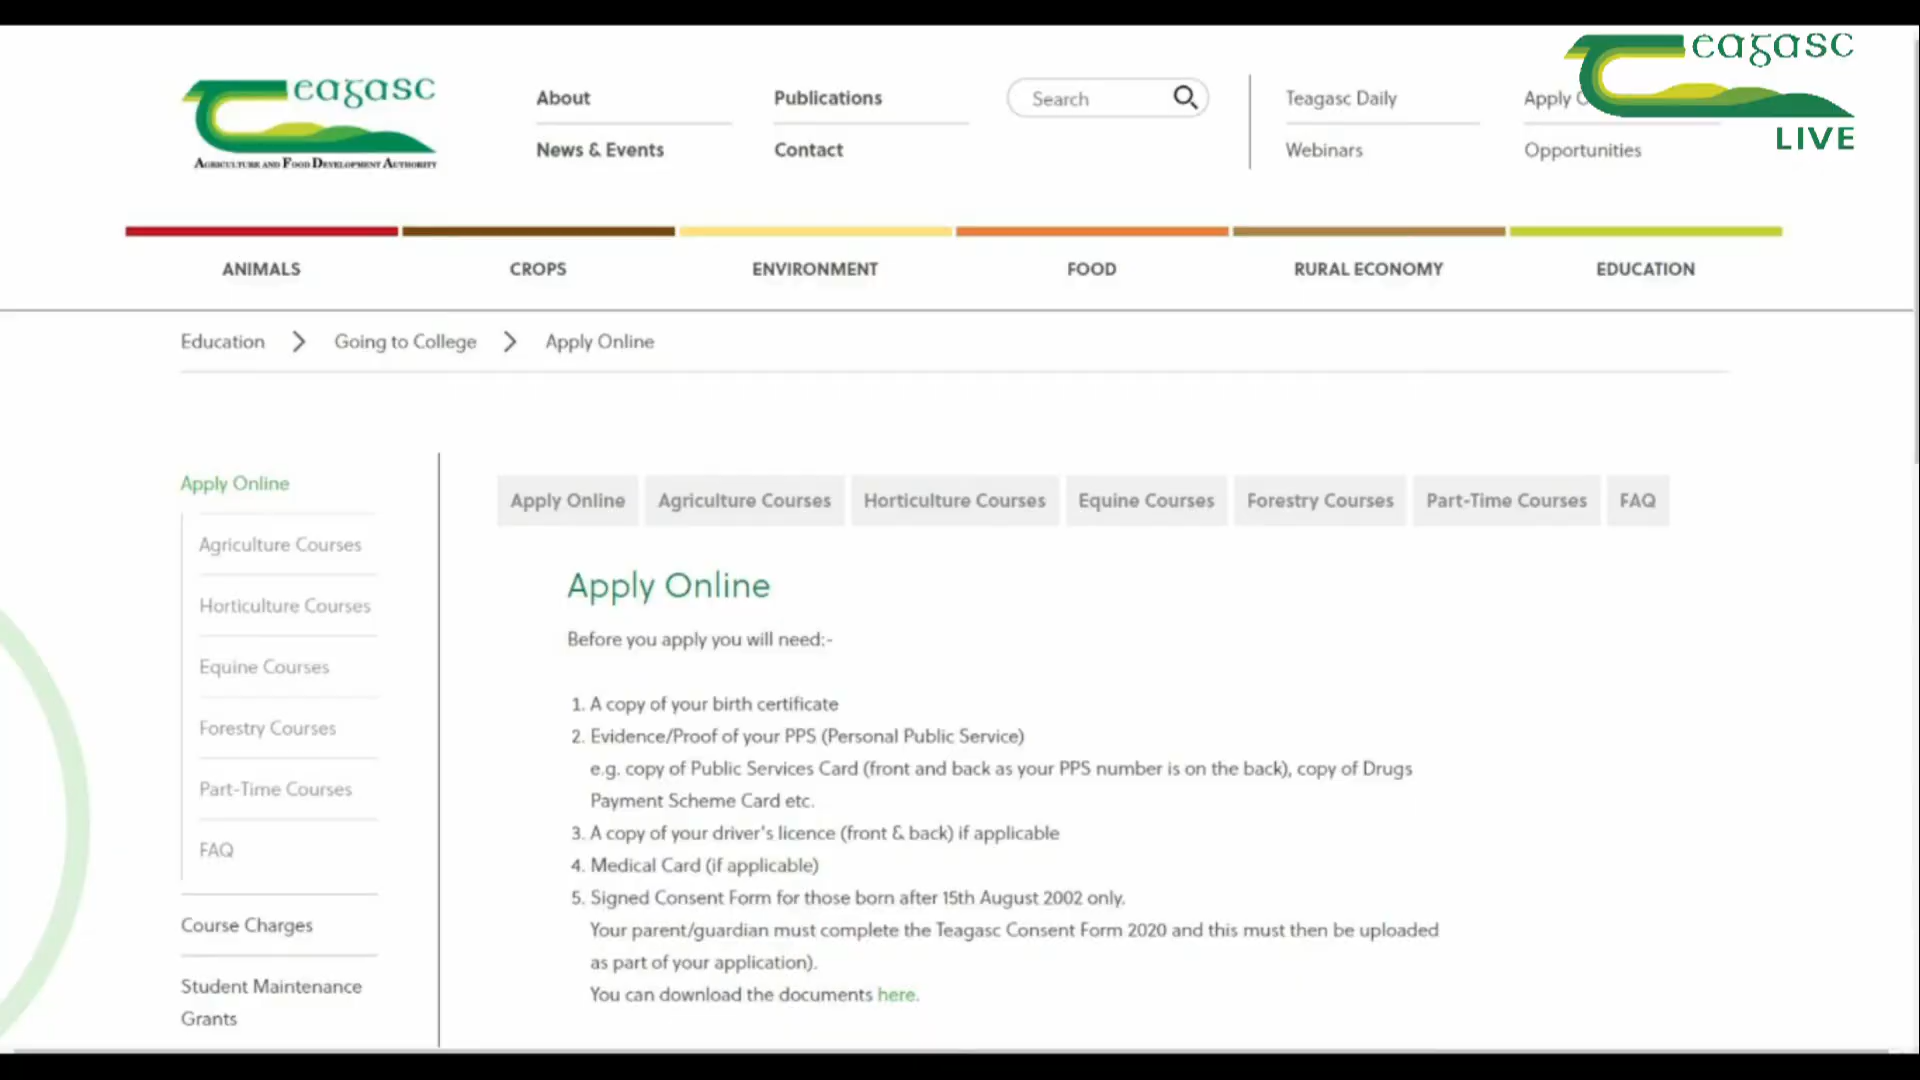 eagasc
AGRICULTURE AND FOOD DEVELOPMENT AUTHORITY
About
News & Events
Publications
Contact
Search
Teagasc Daily
Webinars
Apply
Opportunities
eagasc
LIVE
ANIMALS
CROPS
ENVIRONMENT
FOOD
RURAL ECONOMY
EDUCATION
Education
Going to College
Apply Online
Apply Online
Agriculture Courses
Horticulture Courses
Equine Courses
Forestry Courses
Part-Time Courses
FAQ
Course Charges
Student Maintenance
Grants
Apply Online
Agriculture Courses
Horticulture Courses
Equine Courses
Forestry Courses
Part-Time Courses
FAQ
Apply Online
Before you apply you will need:-
1. A copy of your birth certificate
2. Evidence/Proof of your PPS (Personal Public Service)
e.g. copy of Public Services Card (front and back as your PPS number is on the back), copy of Drugs
Payment Scheme Card etc.
3. A copy of your driver's licence (front & back) if applicable
4. Medical Card (if applicable)
5. Signed Consent Form for those born after 15th August 2002 only.
Your parent/guardian must complete the Teagasc Consent Form 2020 and this must then be uploaded
as part of your application).
You can download the documents here.